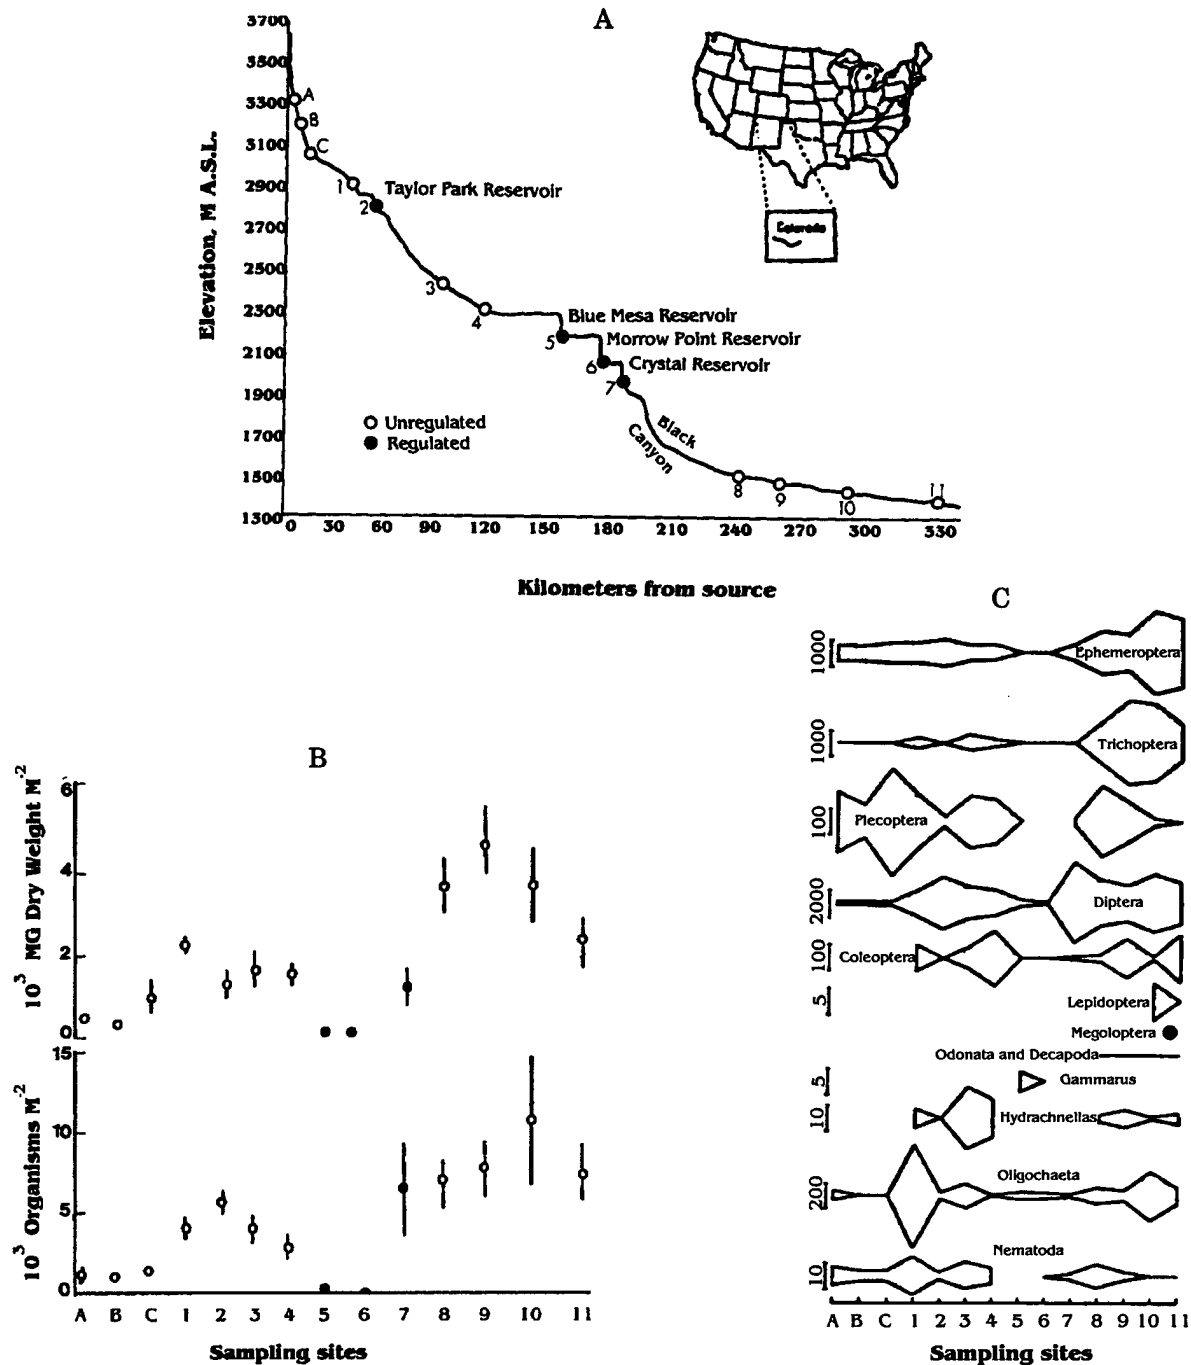 A
3700
3500
3300
3100
2900
2700
2500
2300
2100
1900
1700
1500
1300
Elevation, M A.S.L.
A
B
C
1
Taylor Park Reservoir
2
3
4
Blue Mesa Reservoir
5
Morrow Point Reservoir
6
Crystal Reservoir
7
Colorado
Unregulated
Regulated
Black
Canyon
8
9
10
11
0 30 60 90 120 150 180 210 240 270 300 330
Kilometers from source
B
10³ MG Dry Weight M⁻²
6
4
2
0
10³ Organisms M⁻²
15
10
5
0
A B C 1 2 3 4 5 6 7 8 9 10 11
Sampling sites
C
1000
Ephemeroptera
1000
Trichoptera
100
Plecoptera
2000
Diptera
100
Coleoptera
5
Lepidoptera
Megoloptera
Odonata and Decapoda
5
Gammarus
10
Hydrachnellas
200
Oligochaeta
10
Nematoda
A B C 1 2 3 4 5 6 7 8 9 10 11
Sampling sites